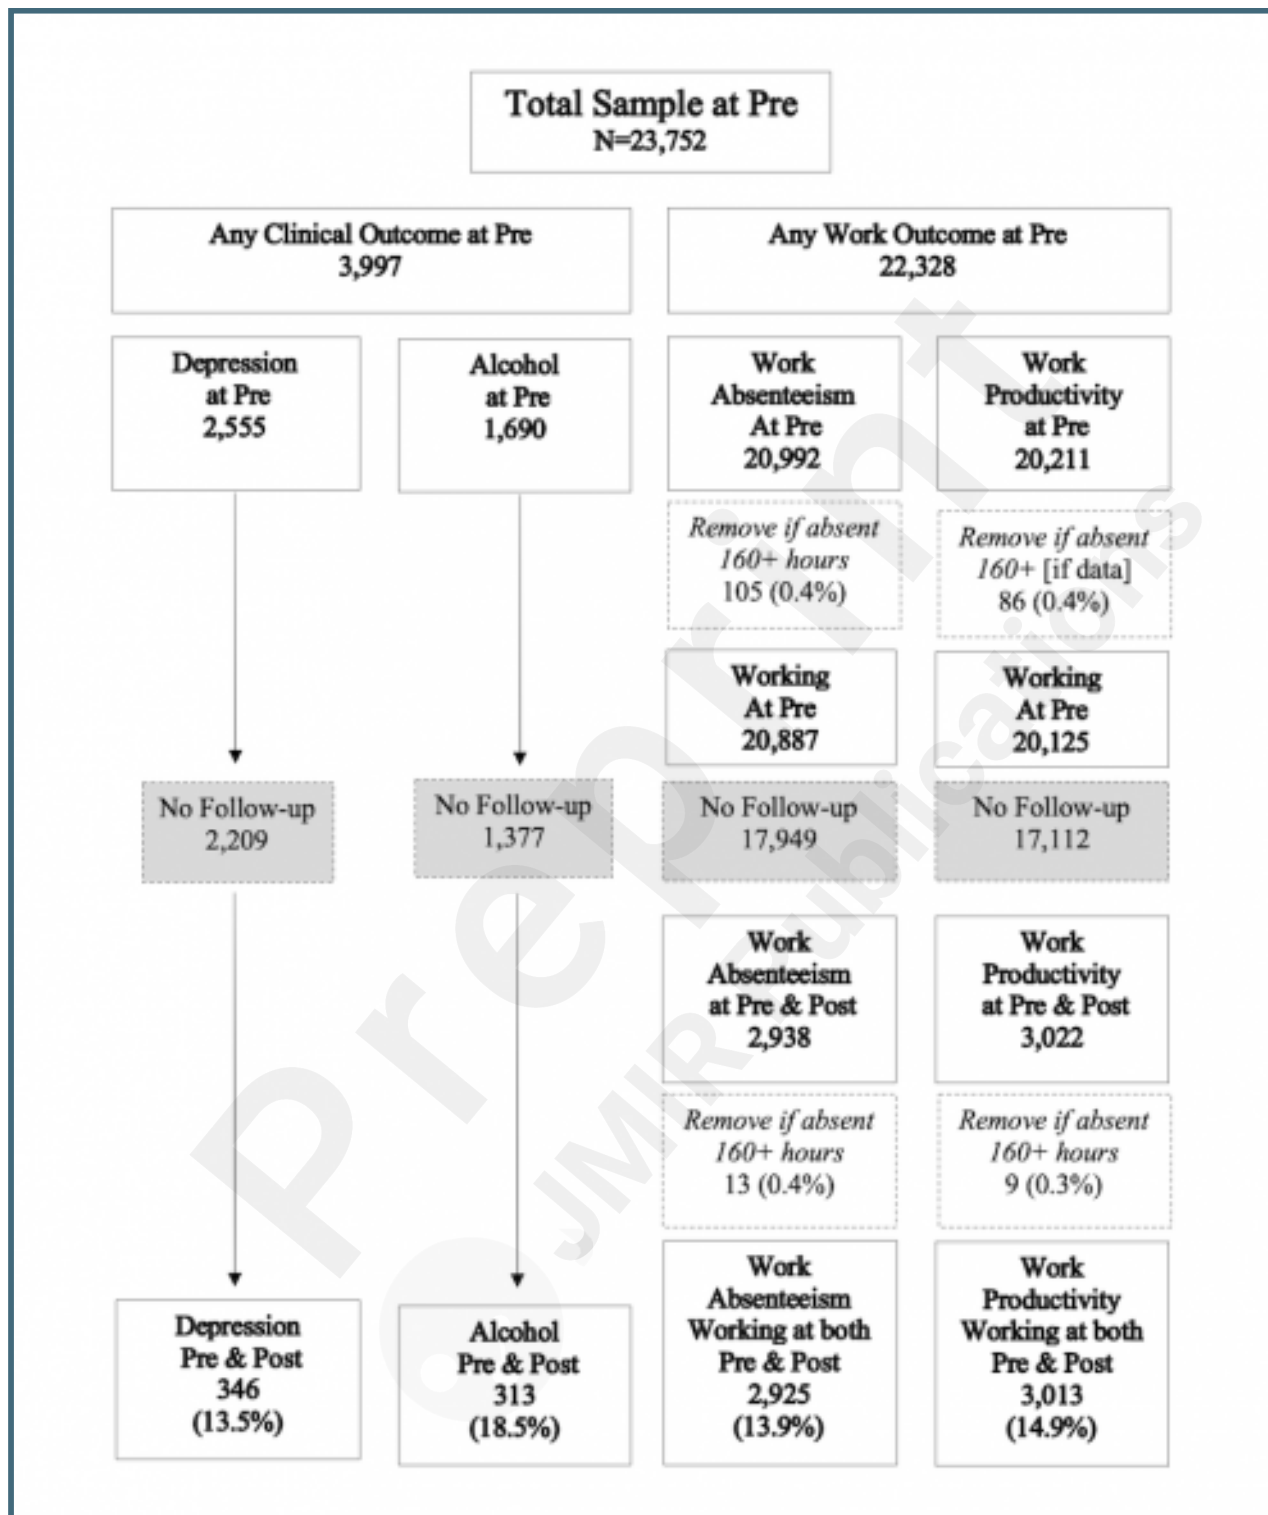 Total Sample at Pre
N=23,752
Any Clinical Outcome at Pre
3,997
Any Work Outcome at Pre
22,328
Depression
at Pre
2,555
Alcohol
at Pre
1,690
Work
Absenteeism
At Pre
20,992
Work
Productivity
at Pre
20,211
Remove if absent
160+ hours
105 (0.4%)
Remove if absent
160+ [if data]
86 (0.4%)
Working
At Pre
20,887
Working
At Pre
20,125
No Follow-up
2,209
No Follow-up
1,377
No Follow-up
17,949
No Follow-up
17,112
Work
Absenteeism
at Pre & Post
2,938
Work
Productivity
at Pre & Post
3,022
Remove if absent
160+ hours
13 (0.4%)
Remove if absent
160+ hours
9 (0.3%)
Depression
Pre & Post
346
(13.5%)
Alcohol
Pre & Post
313
(18.5%)
Work
Absenteeism
Working at both
Pre & Post
2,925
(13.9%)
Work
Productivity
Working at both
Pre & Post
3,013
(14.9%)
Preprint
JMIR Publications